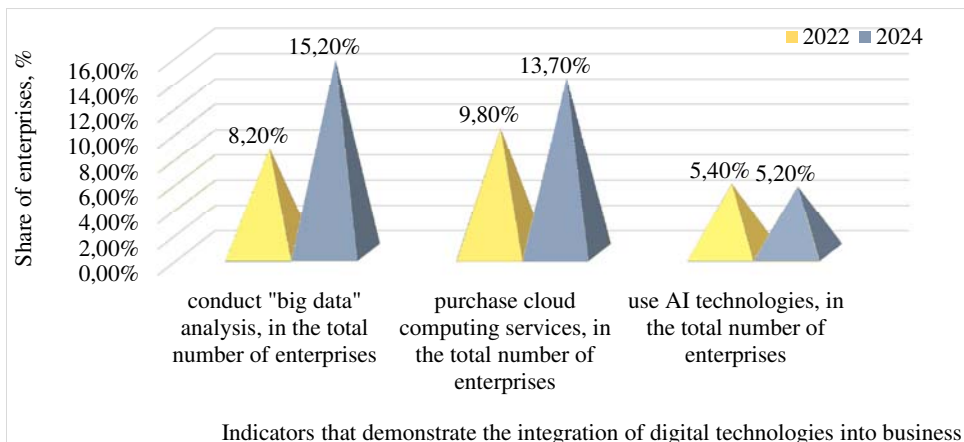 2022 2024
Share of enterprises, %
16,00%
14,00%
12,00%
10,00%
8,00%
6,00%
4,00%
2,00%
0,00%
8,20%
15,20%
9,80%
13,70%
5,40%
5,20%
conduct "big data"
analysis, in the total
number of enterprises
purchase cloud
computing services, in
the total number of
enterprises
use AI technologies, in
the total number of
enterprises
Indicators that demonstrate the integration of digital technologies into business